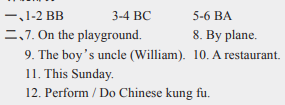 一、1-2 BB 3-4 BC 5-6 BA
二、7. On the playground. 8. By plane.
9. The boy's uncle (William). 10. A restaurant.
11. This Sunday.
12. Perform / Do Chinese kung fu.